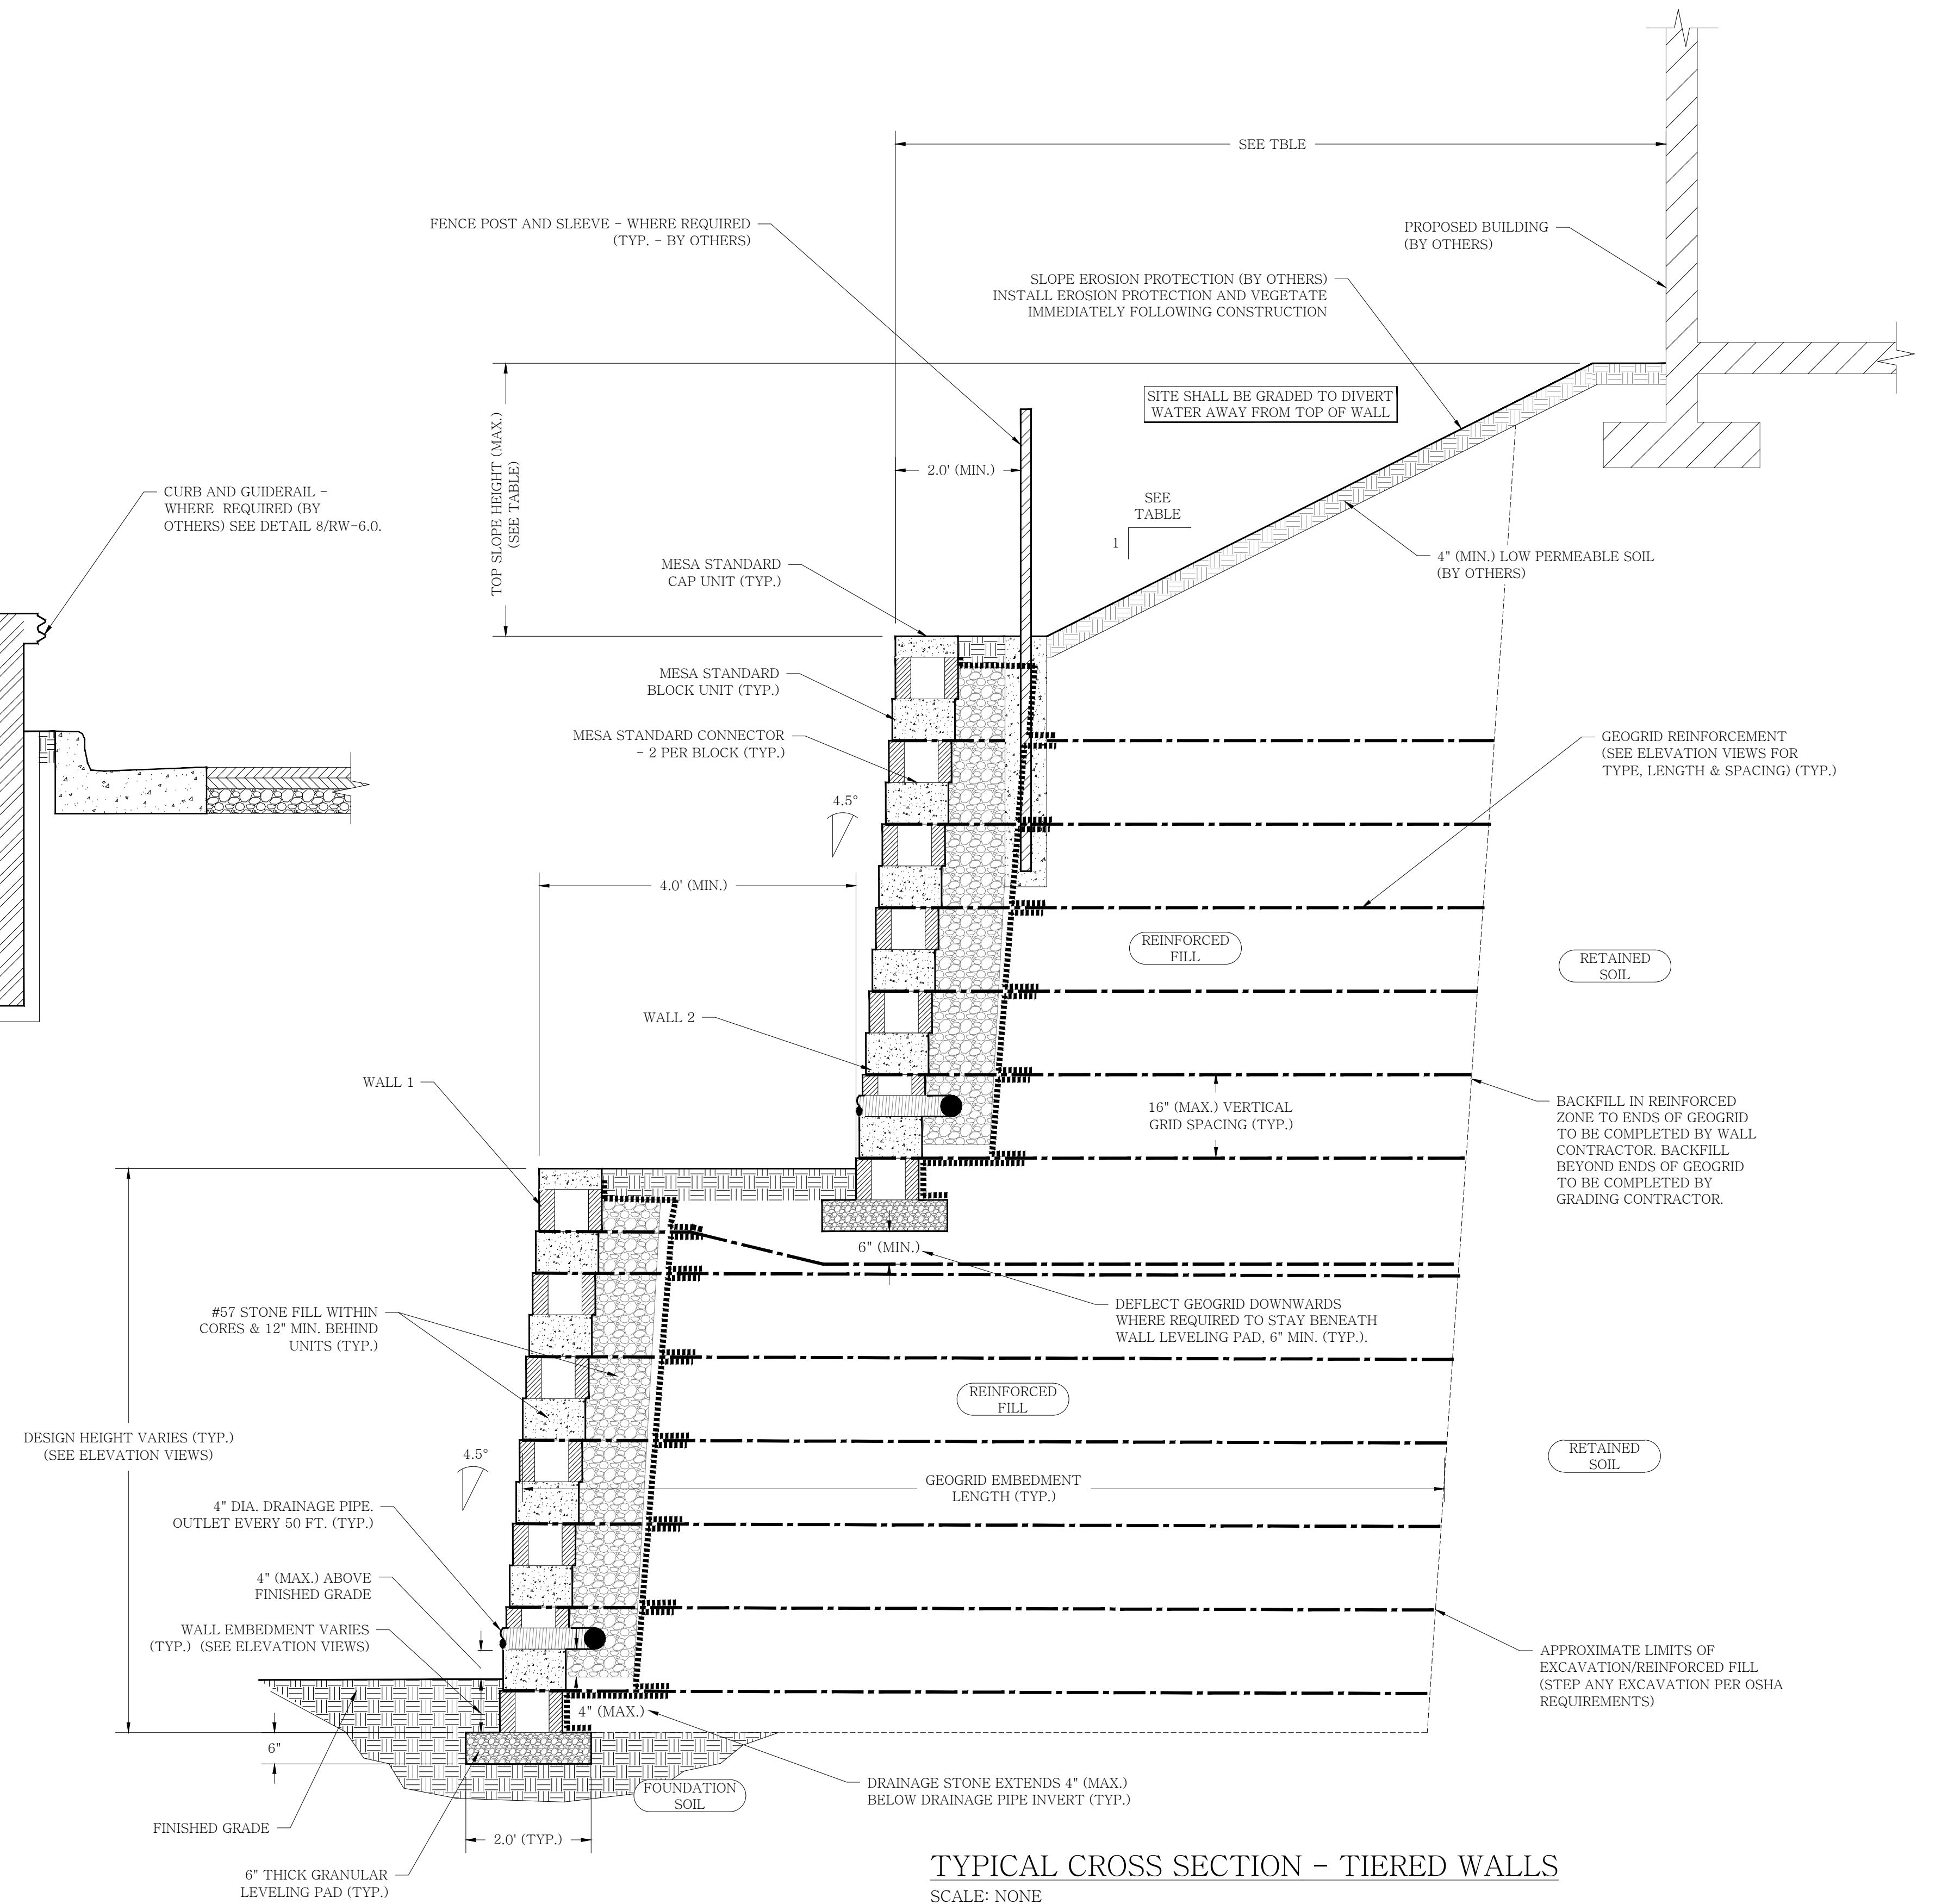 SEE TBLE
FENCE POST AND SLEEVE - WHERE REQUIRED
(TYP. - BY OTHERS)
PROPOSED BUILDING
(BY OTHERS)
SLOPE EROSION PROTECTION (BY OTHERS)
INSTALL EROSION PROTECTION AND VEGETATE
IMMEDIATELY FOLLOWING CONSTRUCTION
SITE SHALL BE GRADED TO DIVERT
WATER AWAY FROM TOP OF WALL
TOP SLOPE HEIGHT (MAX.)
(SEE TABLE)
2.0' (MIN.)
CURB AND GUIDERAIL -
WHERE REQUIRED (BY
OTHERS) SEE DETAIL 8/RW-6.0.
SEE
TABLE
1
4" (MIN.) LOW PERMEABLE SOIL
(BY OTHERS)
MESA STANDARD
CAP UNIT (TYP.)
MESA STANDARD
BLOCK UNIT (TYP.)
MESA STANDARD CONNECTOR
- 2 PER BLOCK (TYP.)
GEOGRID REINFORCEMENT
(SEE ELEVATION VIEWS FOR
TYPE, LENGTH & SPACING) (TYP.)
4.5°
4.0' (MIN.)
REINFORCED
FILL
RETAINED
SOIL
WALL 2
WALL 1
16" (MAX.) VERTICAL
GRID SPACING (TYP.)
BACKFILL IN REINFORCED
ZONE TO ENDS OF GEOGRID
TO BE COMPLETED BY WALL
CONTRACTOR. BACKFILL
BEYOND ENDS OF GEOGRID
TO BE COMPLETED BY
GRADING CONTRACTOR.
6" (MIN.)
DEFLECT GEOGRID DOWNWARDS
WHERE REQUIRED TO STAY BENEATH
WALL LEVELING PAD, 6" MIN. (TYP.).
#57 STONE FILL WITHIN
CORES & 12" MIN. BEHIND
UNITS (TYP.)
REINFORCED
FILL
DESIGN HEIGHT VARIES (TYP.)
(SEE ELEVATION VIEWS)
4.5°
RETAINED
SOIL
GEOGRID EMBEDMENT
LENGTH (TYP.)
4" DIA. DRAINAGE PIPE.
OUTLET EVERY 50 FT. (TYP.)
4" (MAX.) ABOVE
FINISHED GRADE
WALL EMBEDMENT VARIES
(TYP.) (SEE ELEVATION VIEWS)
APPROXIMATE LIMITS OF
EXCAVATION/REINFORCED FILL
(STEP ANY EXCAVATION PER OSHA
REQUIREMENTS)
4" (MAX.)
6"
FOUNDATION
SOIL
DRAINAGE STONE EXTENDS 4" (MAX.)
BELOW DRAINAGE PIPE INVERT (TYP.)
FINISHED GRADE
2.0' (TYP.)
6" THICK GRANULAR
LEVELING PAD (TYP.)
TYPICAL CROSS SECTION - TIERED WALLS
SCALE: NONE